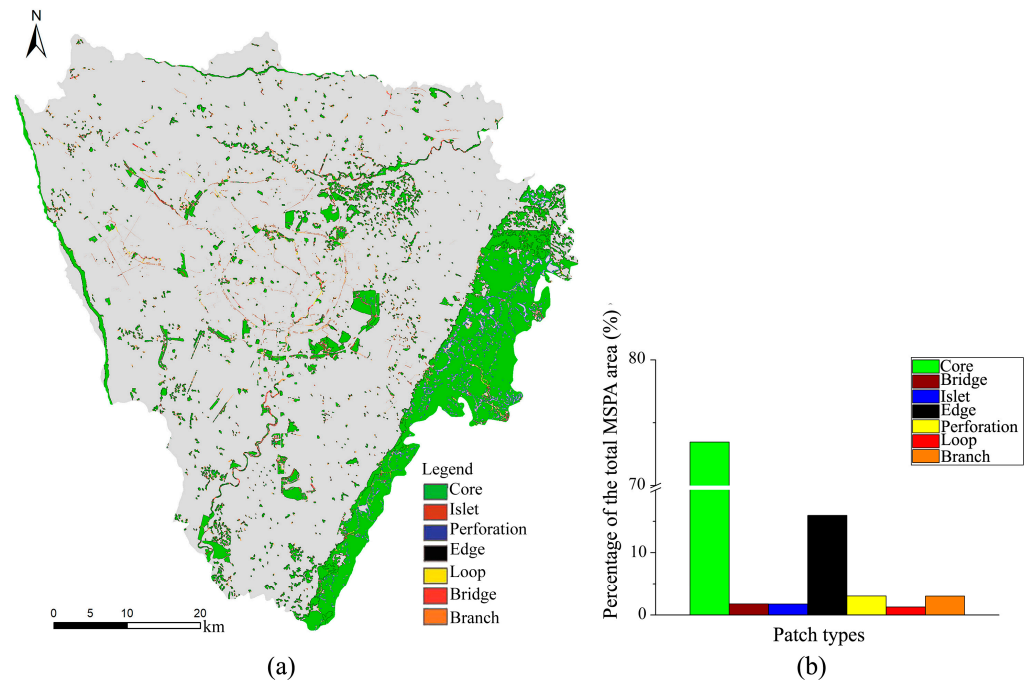 N
Legend
Core
Islet
Perforation
Edge
Loop
Bridge
Branch
0 5 10 20
km
(a)
Percentage of the total MSPA area (%)
80
70
10
0
Core
Bridge
Islet
Edge
Perforation
Loop
Branch
Patch types
(b)